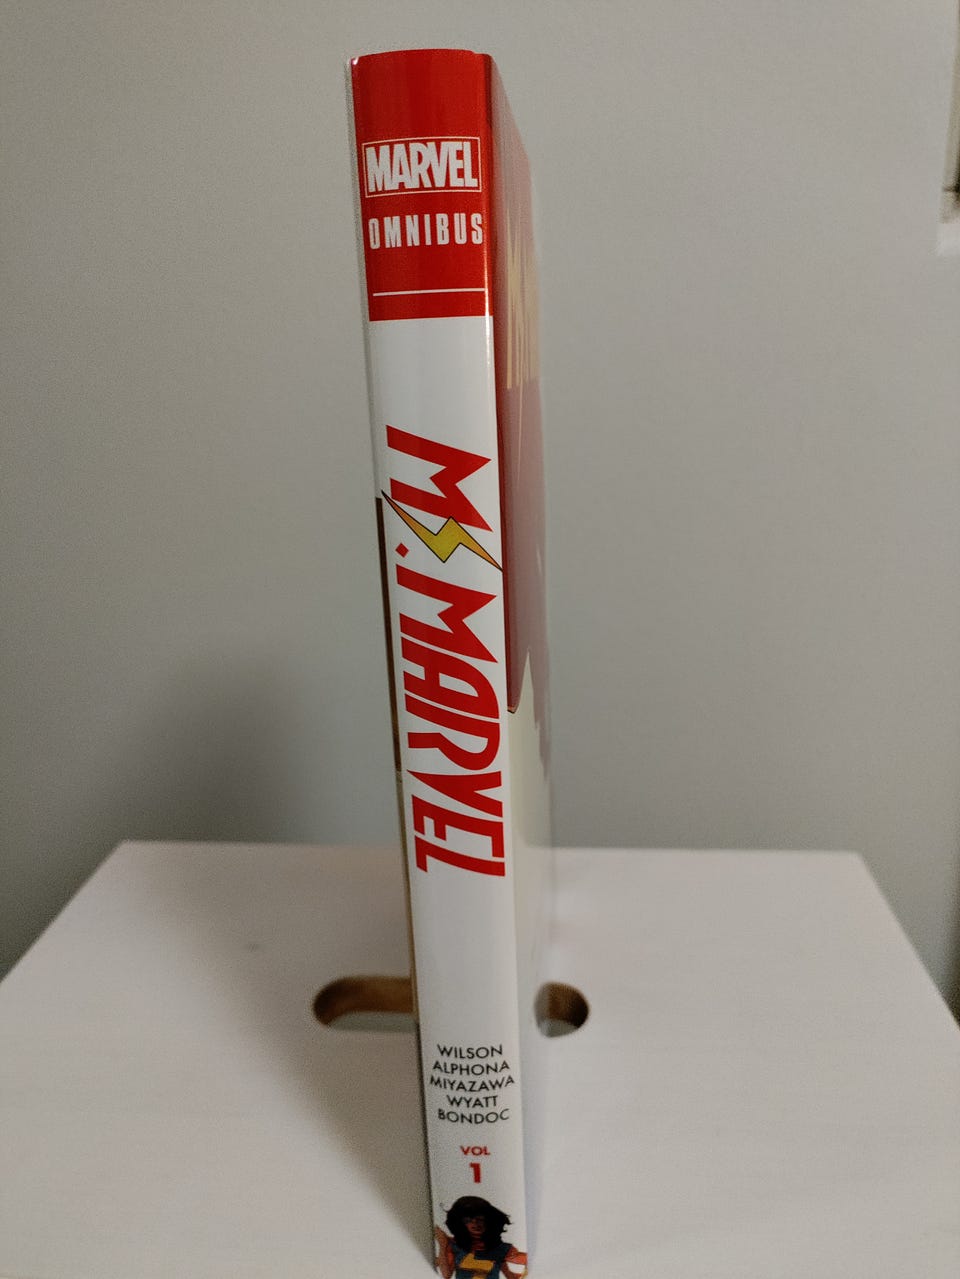 MARVEL
OMNIBUS
MS. MARVEL
WILSON
ALPHONA
MIYAZAWA
WYATT
BONDOC
VOL
1